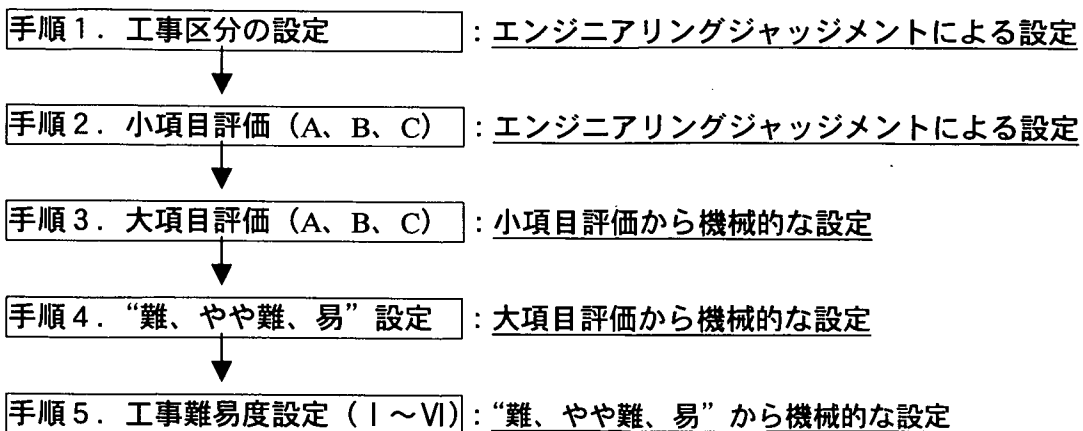 手順１．工事区分の設定：エンジニアリングジャッジメントによる設定
手順２．小項目評価（A、B、C）：エンジニアリングジャッジメントによる設定
手順３．大項目評価（A、B、C）：小項目評価から機械的な設定
手順４．“難、やや難、易”設定：大項目評価から機械的な設定
手順５．工事難易度設定（Ⅰ～Ⅵ）：“難、やや難、易”から機械的な設定